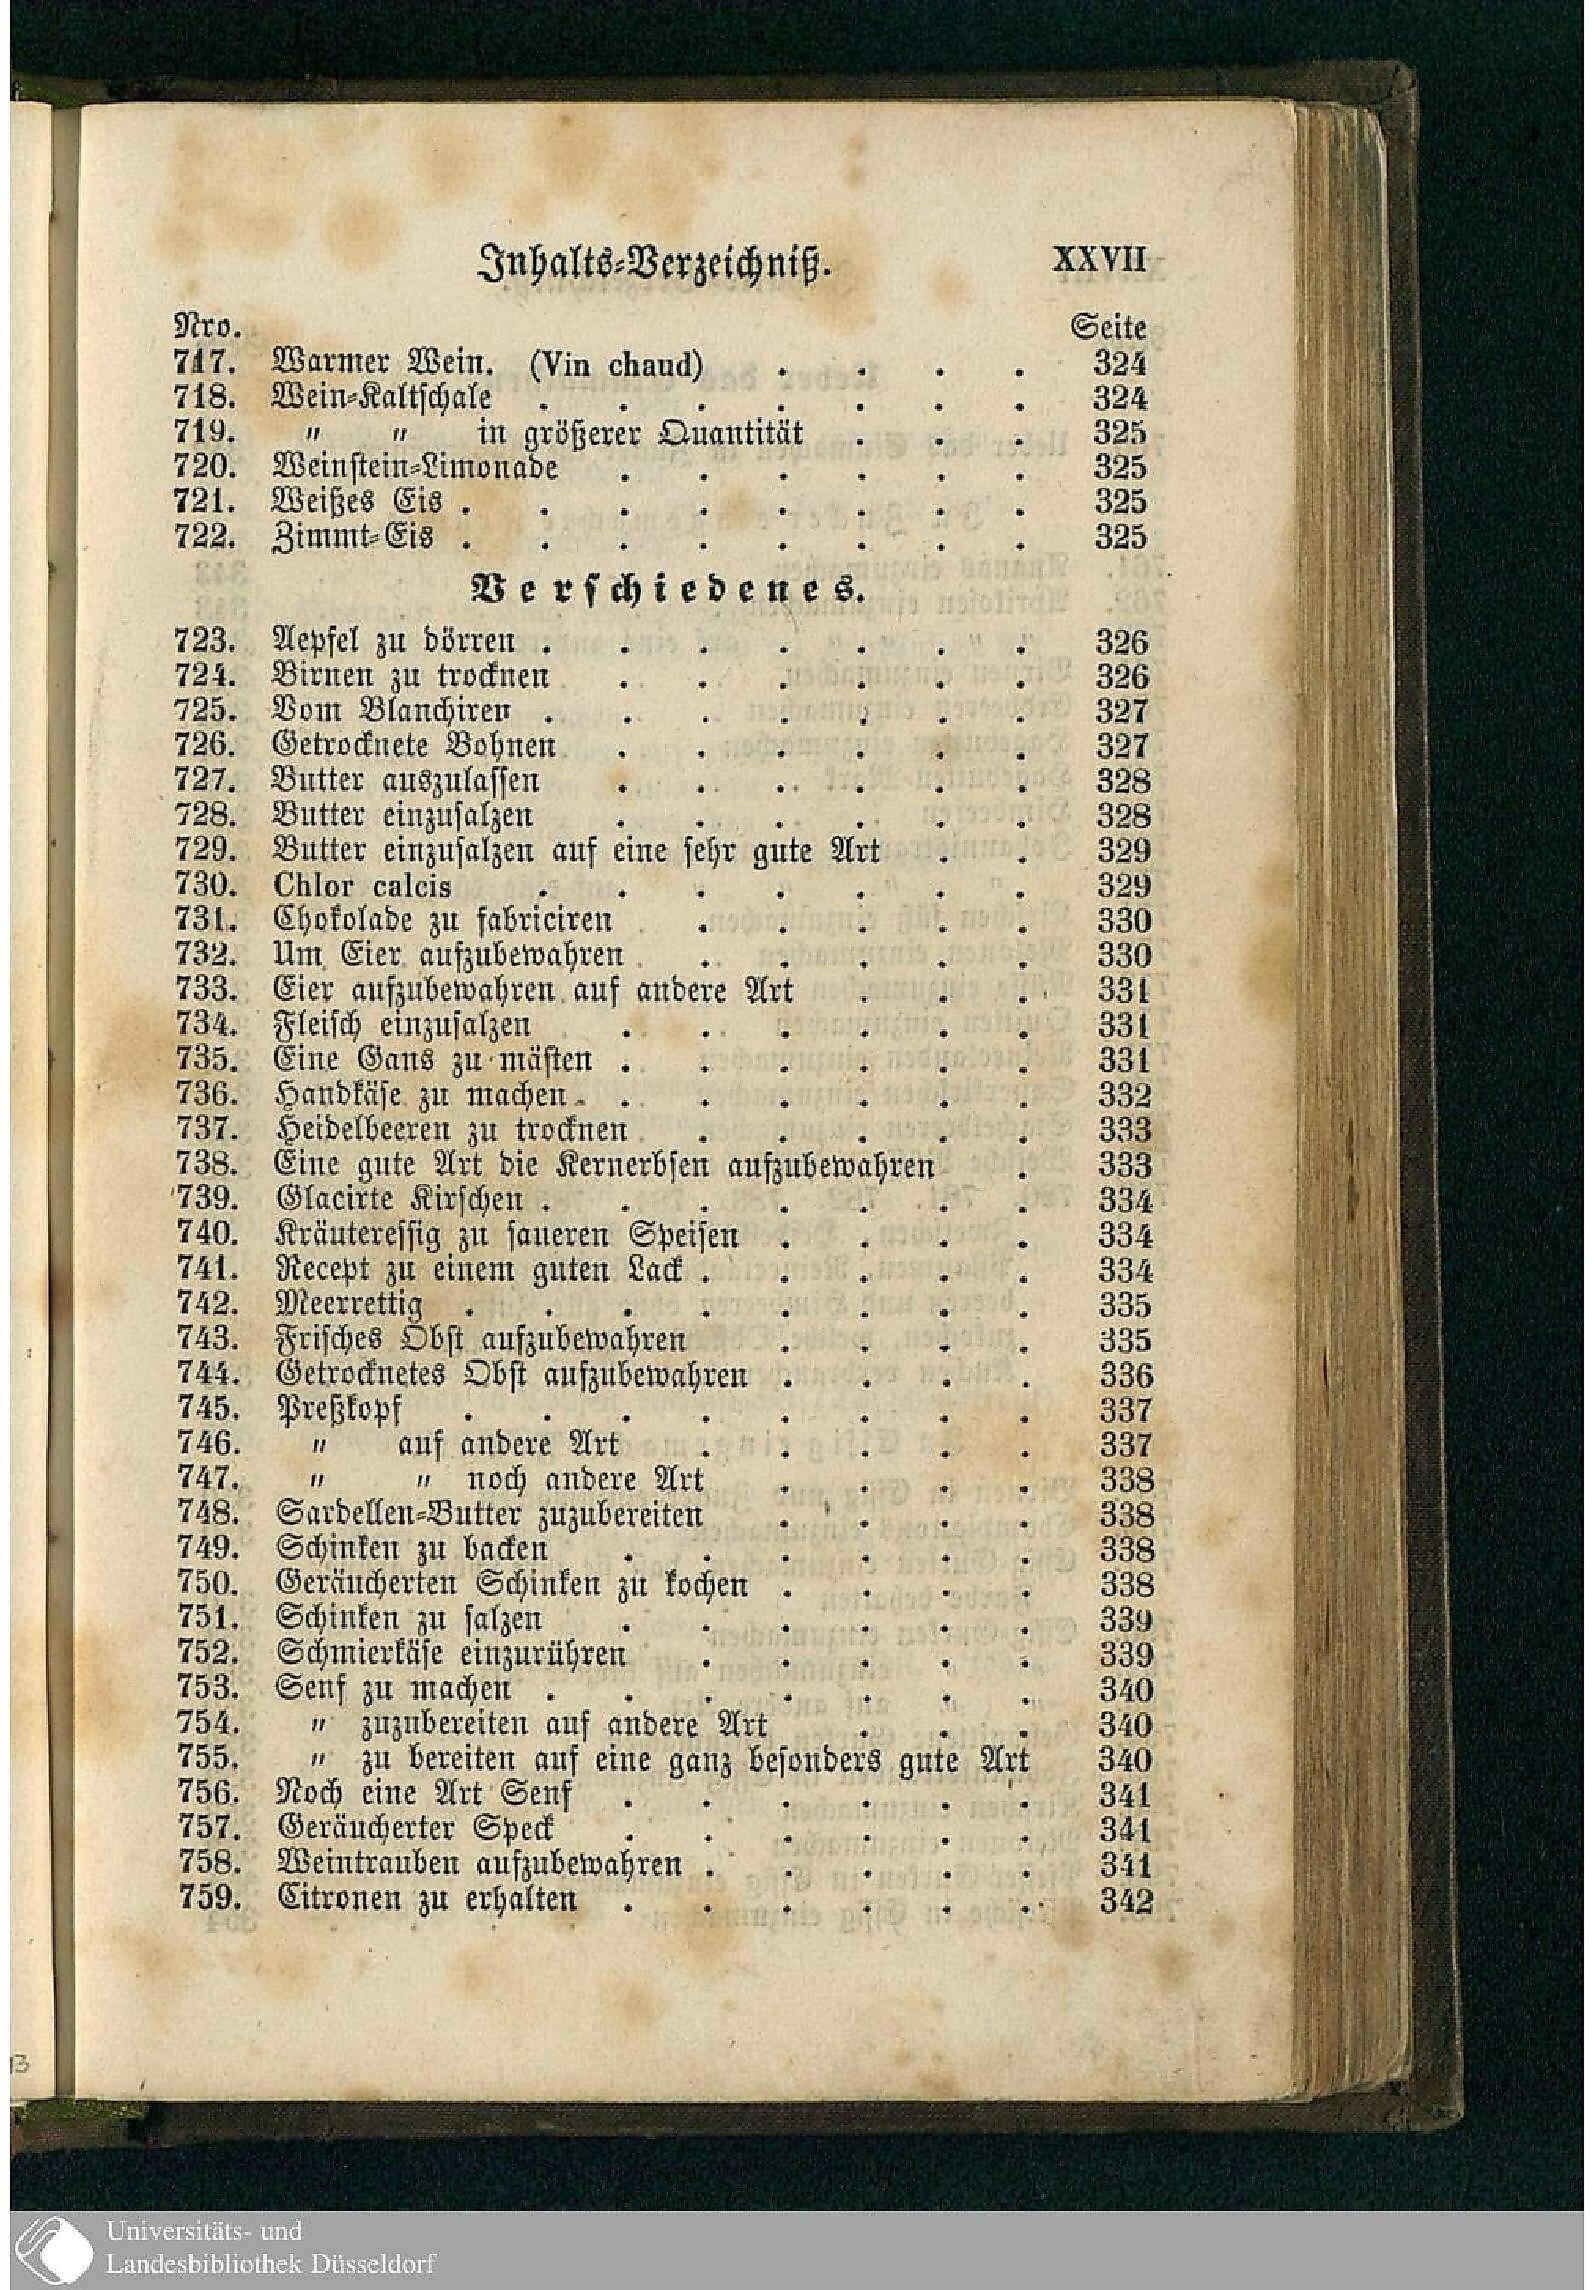 Inhalts-Verzeichniß. XXVII
Nro. Seite
717. Warmer Wein. (Vin chaud) . . . . 324
718. Wein-Kaltschale . . . . . . . 324
719. " " in größerer Quantität . . . 325
720. Weinstein-Limonade . . . . . . 325
721. Weißes Eis . . . . . . . . 325
722. Zimmt-Eis . . . . . . . . 325
Verschiedenes.
723. Aepfel zu dörren . . . . . . . 326
724. Birnen zu trocknen . . . . . . 326
725. Vom Blanchiren . . . . . . . 327
726. Getrocknete Bohnen . . . . . . 327
727. Butter auszulassen . . . . . . 328
728. Butter einzusalzen . . . . . . 328
729. Butter einzusalzen auf eine sehr gute Art . . 329
730. Chlor calcis . . . . . . . 329
731. Chokolade zu fabriciren . . . . . 330
732. Um Eier aufzubewahren . . . . . 330
733. Eier aufzubewahren auf andere Art . . . 331
734. Fleisch einzusalzen . . . . . . 331
735. Eine Gans zu mästen . . . . . . 331
736. Handkäse zu machen . . . . . . 332
737. Heidelbeeren zu trocknen . . . . . 333
738. Eine gute Art die Kernerbsen aufzubewahren . 333
739. Glacirte Kirschen . . . . . . . 334
740. Kräuteressig zu saueren Speisen . . . . 334
741. Recept zu einem guten Lack . . . . . 334
742. Meerrettig . . . . . . . . 335
743. Frisches Obst aufzubewahren . . . . 335
744. Getrocknetes Obst aufzubewahren . . . . 336
745. Preßkopf . . . . . . . . 337
746. " auf andere Art . . . . . 337
747. " " noch andere Art . . . . 338
748. Sardellen-Butter zuzubereiten . . . . 338
749. Schinken zu backen . . . . . . 338
750. Geräucherten Schinken zu kochen . . . . 338
751. Schinken zu salzen . . . . . . 339
752. Schmierkäse einzurühren . . . . . 339
753. Senf zu machen . . . . . . . 340
754. " zuzubereiten auf andere Art . . . 340
755. " zu bereiten auf eine ganz besonders gute Art 340
756. Noch eine Art Senf . . . . . . 341
757. Geräucherter Speck . . . . . . 341
758. Weintrauben aufzubewahren . . . . . 341
759. Citronen zu erhalten . . . . . . 342
Universitäts- und
Landesbibliothek Düsseldorf